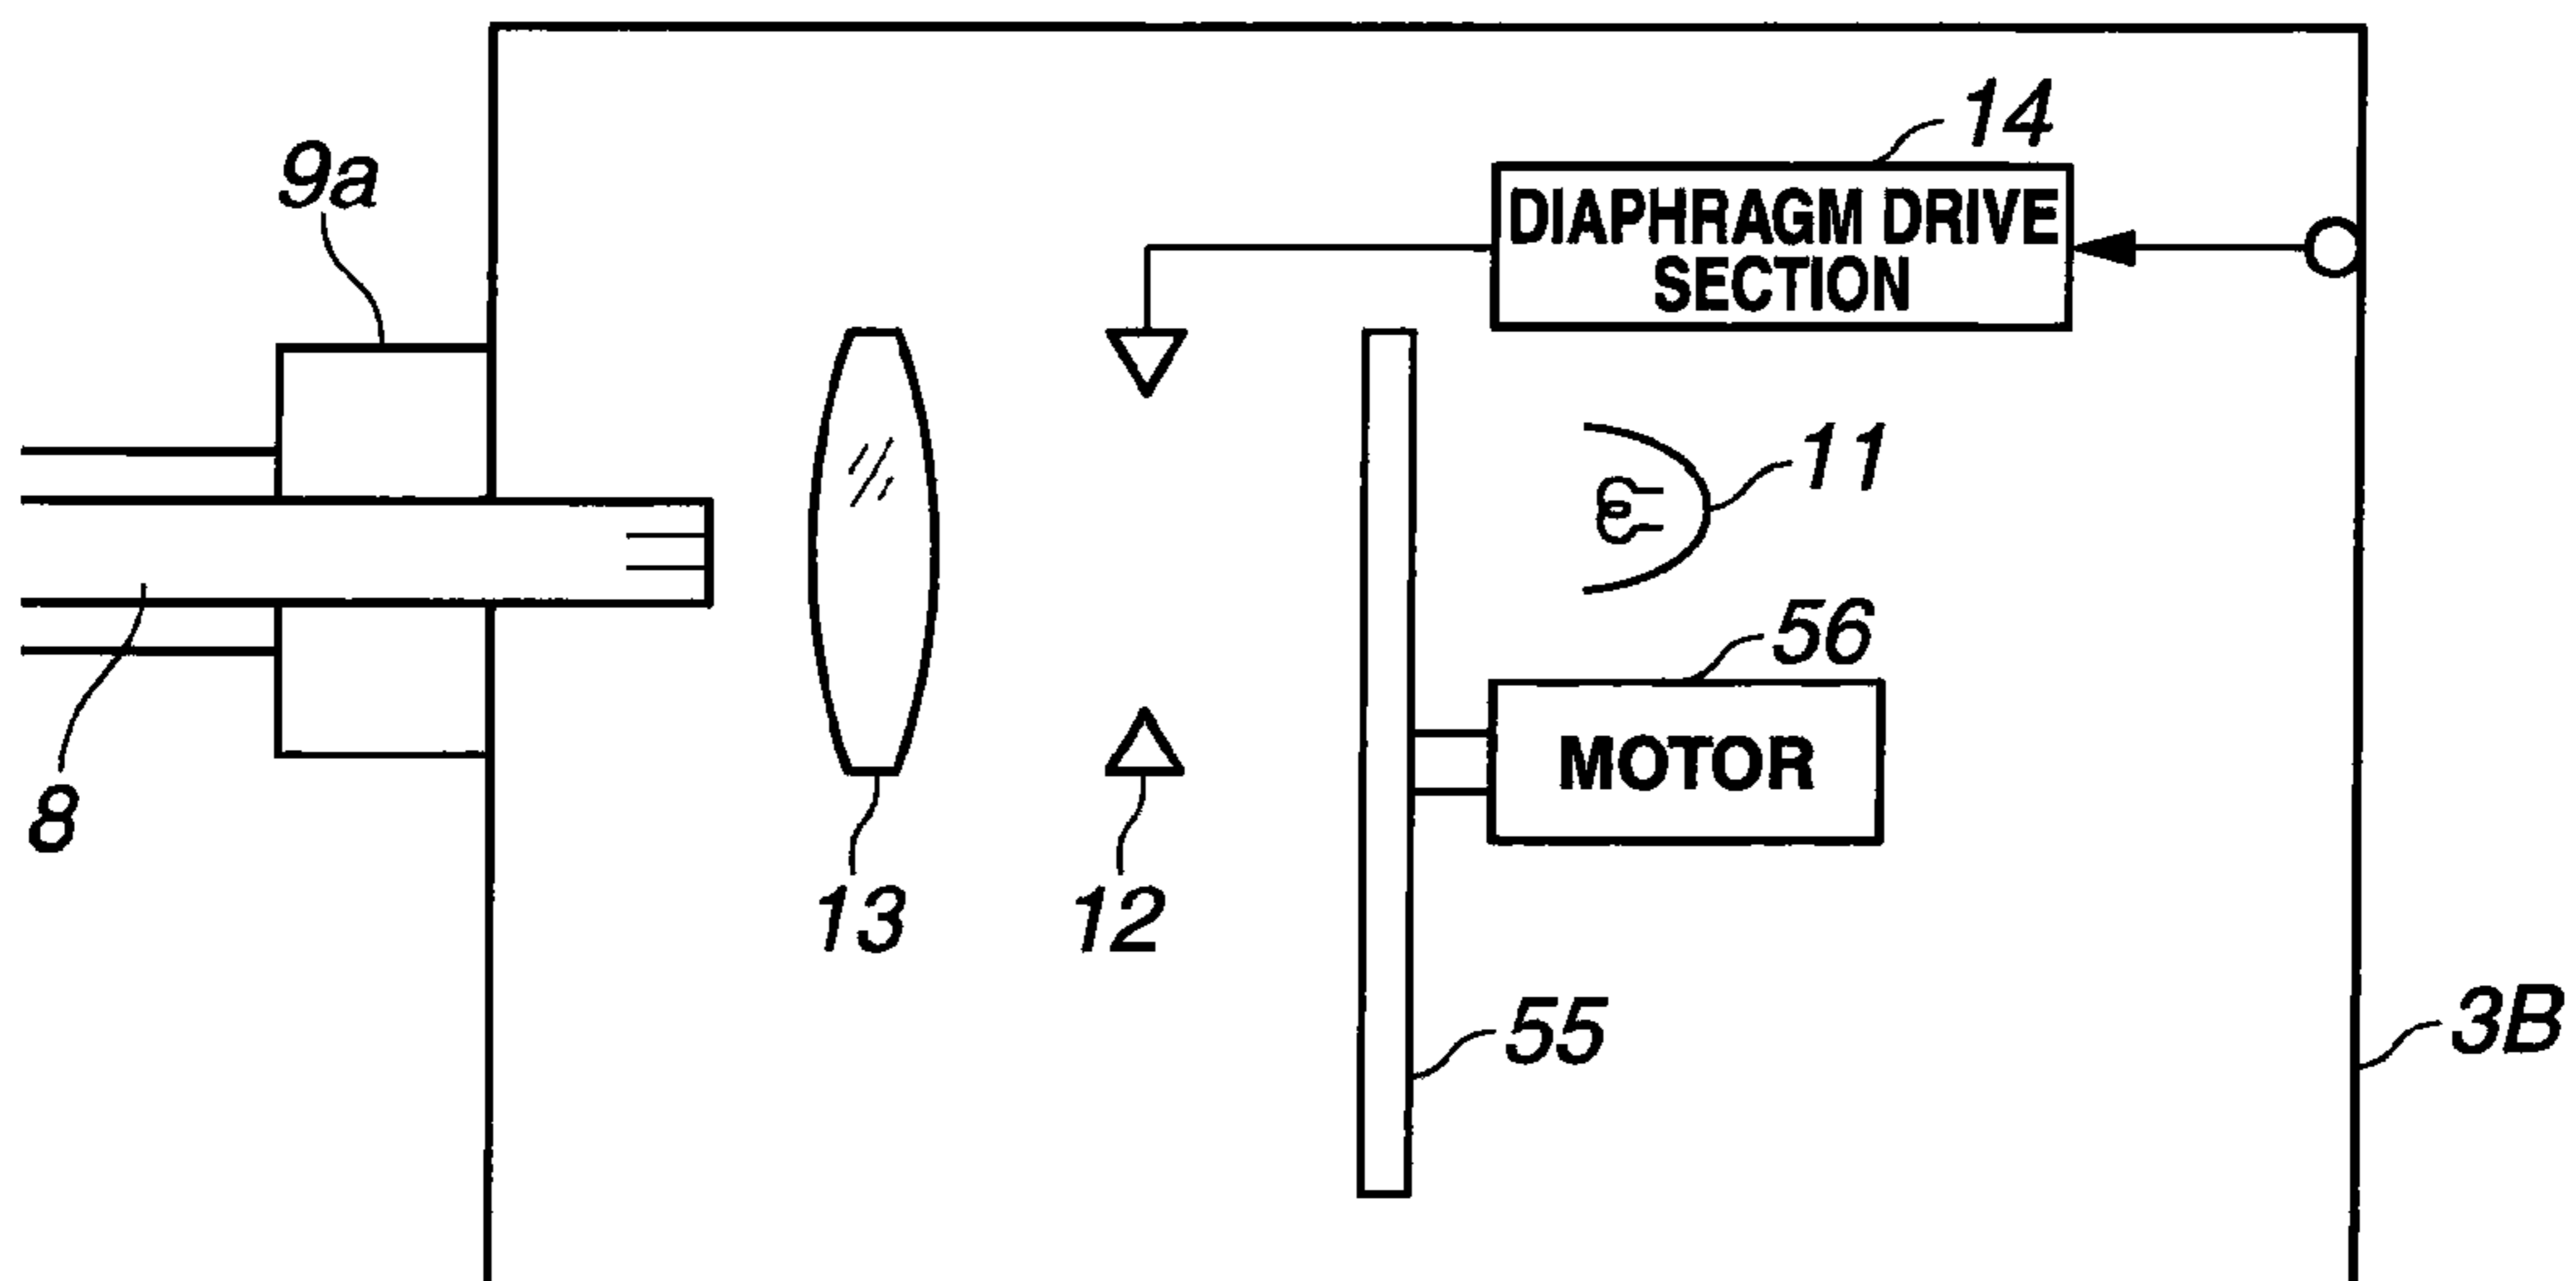 14
DIAPHRAGM DRIVE
SECTION
9a
11
56
MOTOR
8
13
12
55
3B